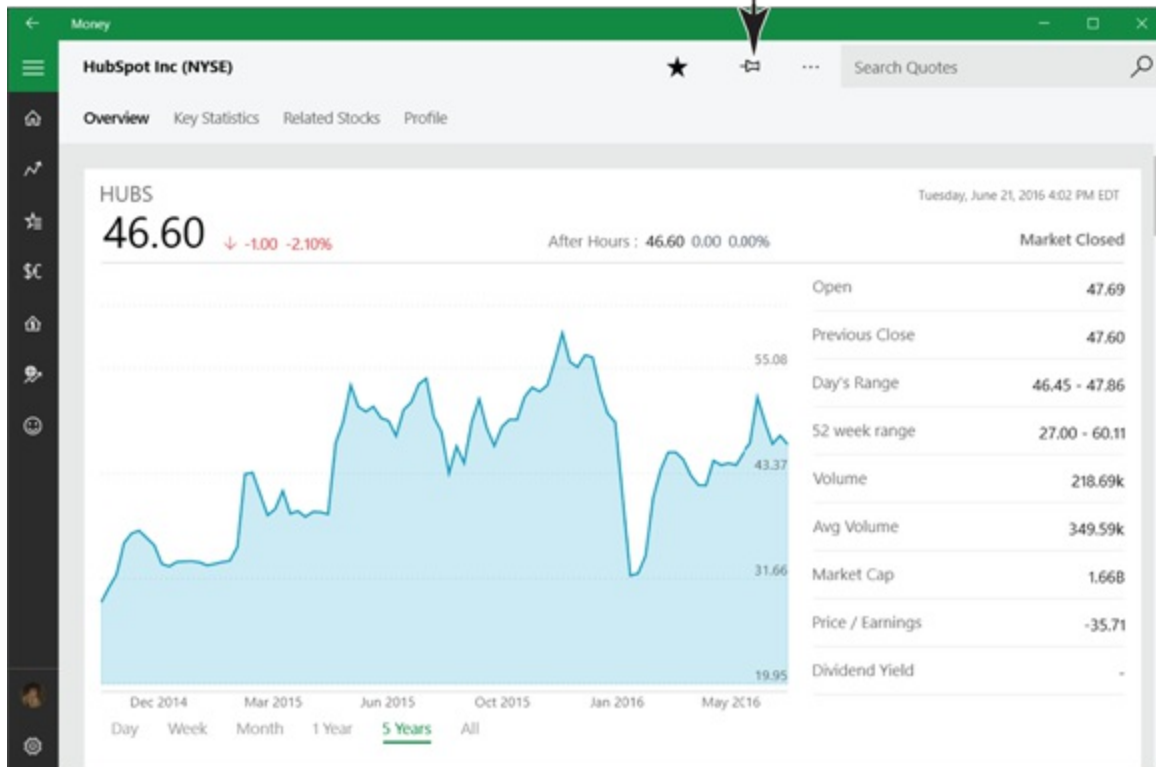 Money
HubSpot Inc (NYSE)
Search Quotes
Overview Key Statistics Related Stocks Profile
HUBS
Tuesday, June 21, 2016 4:02 PM EDT
46.60 -1.00 -2.10%
After Hours : 46.60 0.00 0.00%
Market Closed
Open 47.69
Previous Close 47.60
55.08
Day's Range 46.45 - 47.86
52 week range 27.00 - 60.11
43.37
Volume 218.69k
Avg Volume 349.59k
31.66
Market Cap 1.66B
Price / Earnings -35.71
19.95
Dividend Yield -
Dec 2014 Mar 2015 Jun 2015 Oct 2015 Jan 2016 May 2016
Day Week Month 1 Year 5 Years All